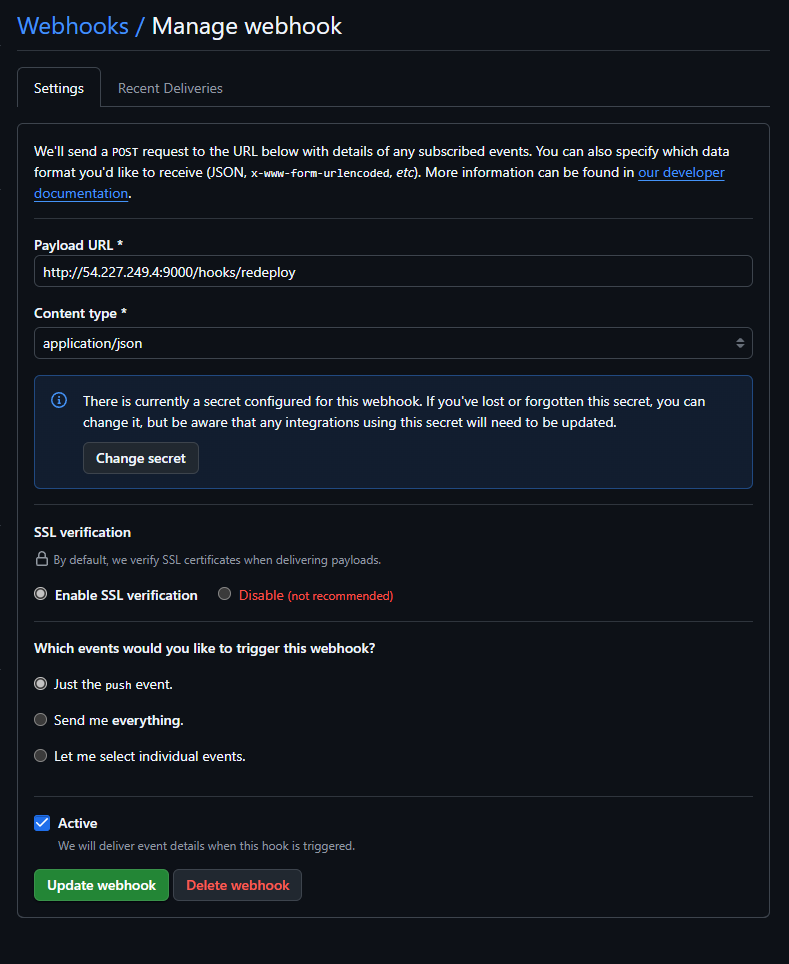 Webhooks / Manage webhook
Settings
Recent Deliveries
We'll send a POST request to the URL below with details of any subscribed events. You can also specify which data
format you'd like to receive (JSON, x-www-form-urlencoded, etc). More information can be found in our developer
documentation.
Payload URL *
http://54.227.249.4:9000/hooks/redeploy
Content type *
application/json
There is currently a secret configured for this webhook. If you've lost or forgotten this secret, you can
change it, but be aware that any integrations using this secret will need to be updated.
Change secret
SSL verification
By default, we verify SSL certificates when delivering payloads.
Enable SSL verification
Disable (not recommended)
Which events would you like to trigger this webhook?
Just the push event.
Send me everything.
Let me select individual events.
Active
We will deliver event details when this hook is triggered.
Update webhook
Delete webhook